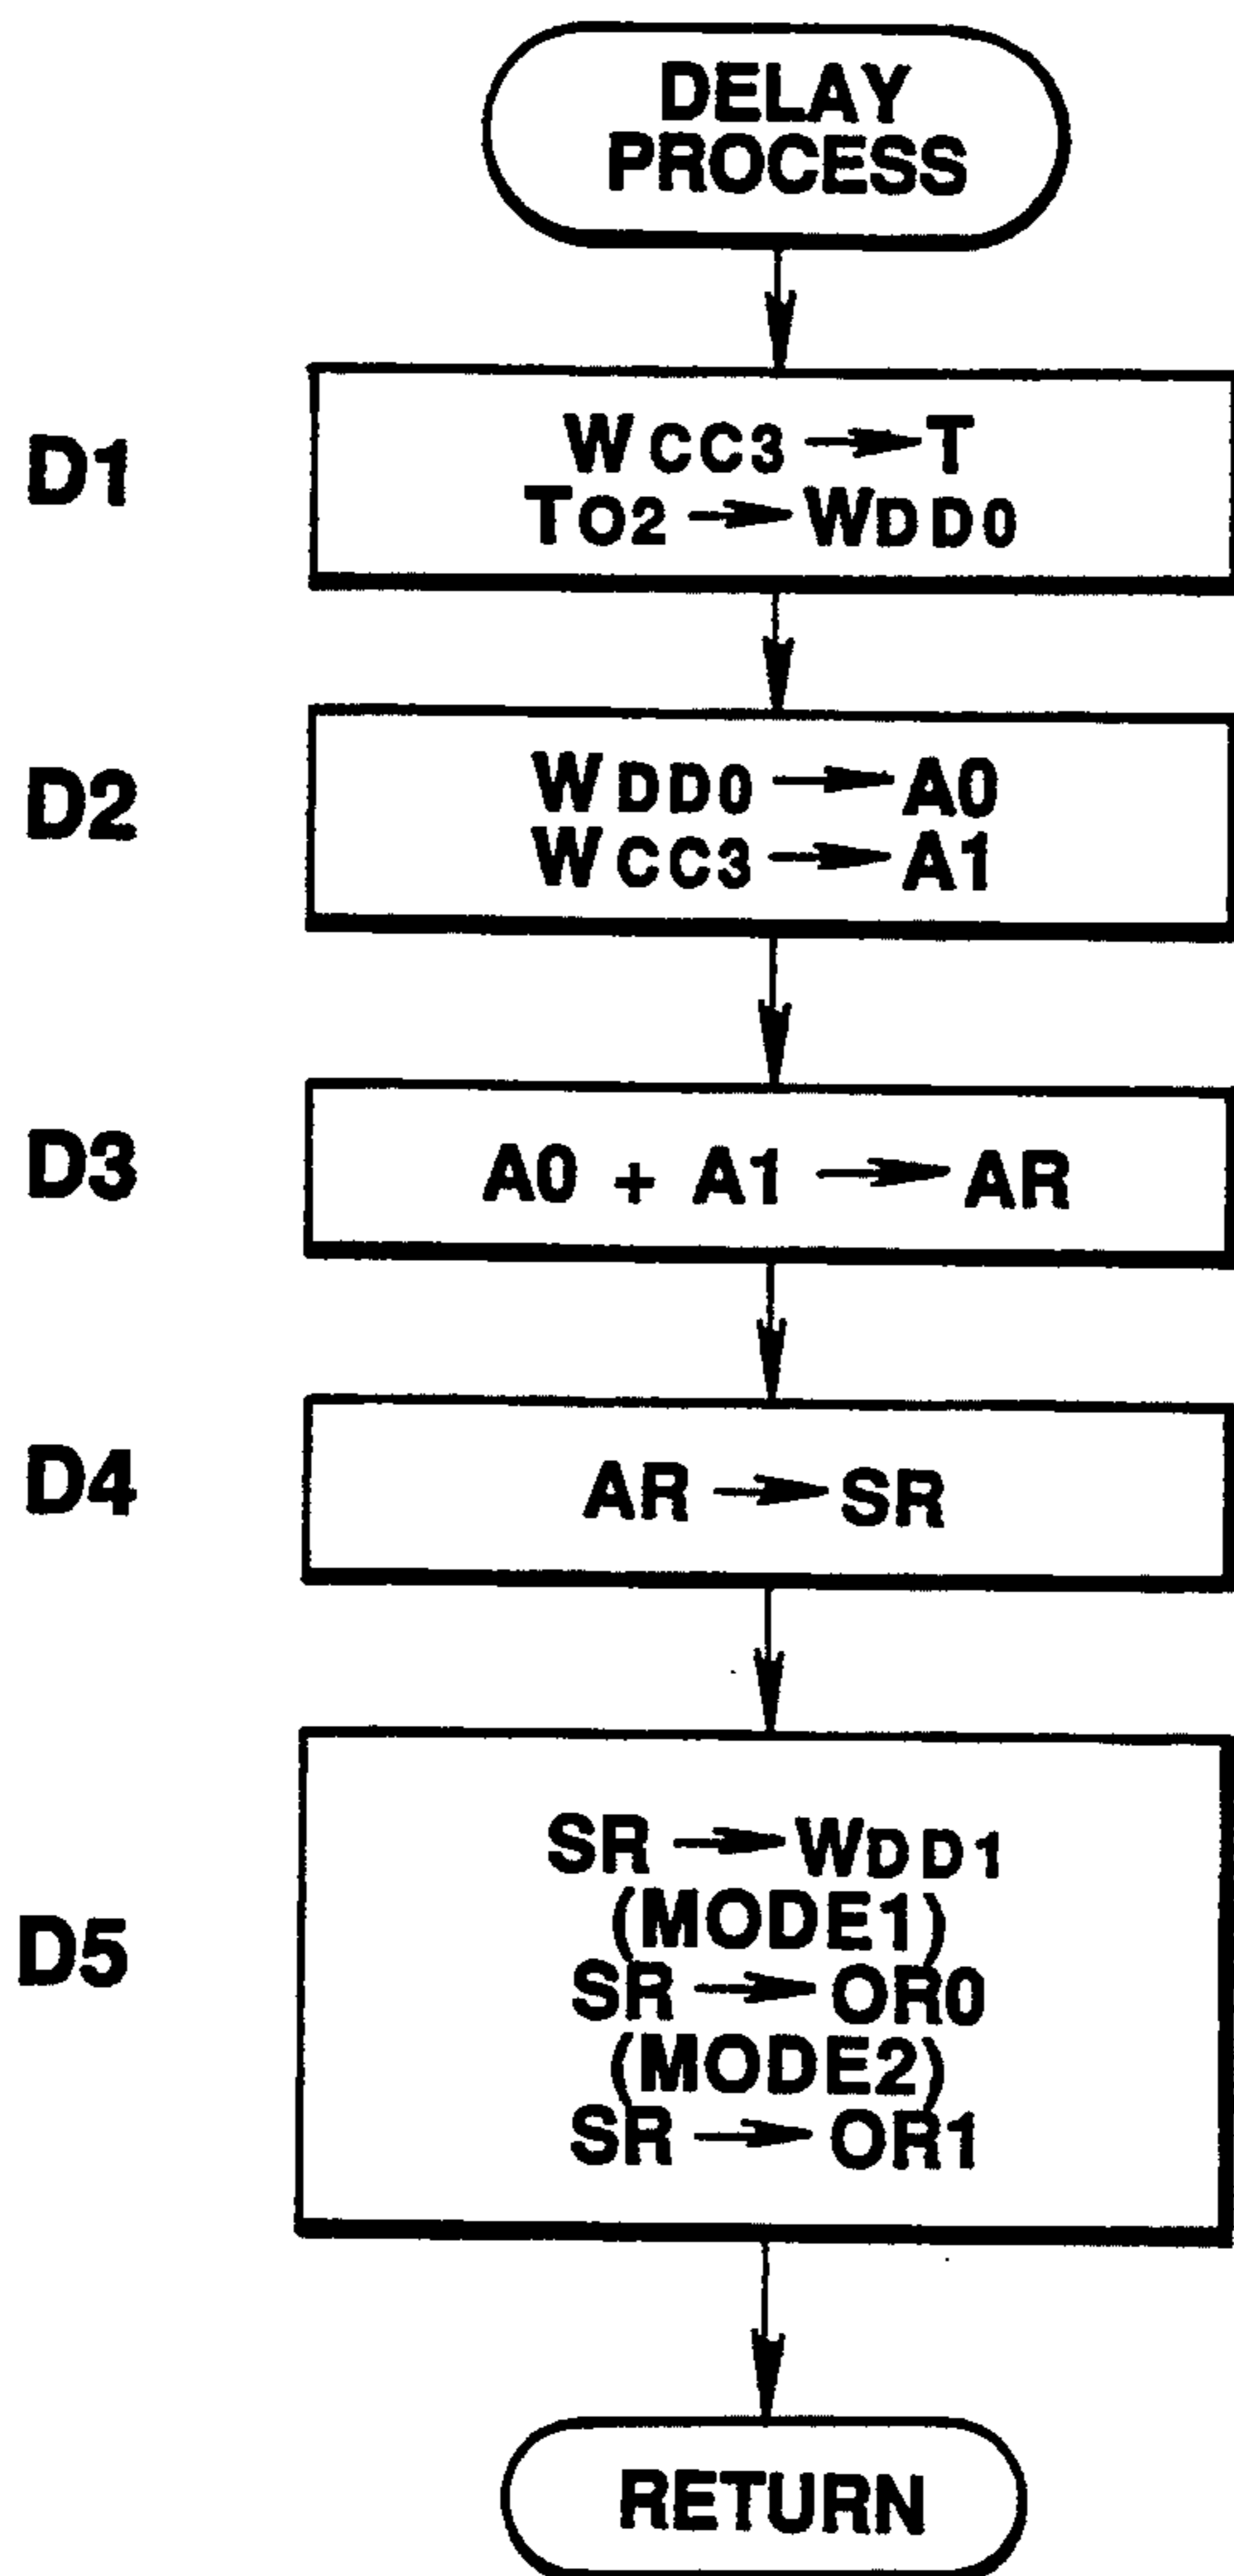 DELAY
PROCESS
D1
WCC3 → T
TO2 → WDD0
D2
WDD0 → A0
WCC3 → A1
D3
A0 + A1 → AR
D4
AR → SR
D5
SR → WDD1
(MODE1)
SR → OR0
(MODE2)
SR → OR1
RETURN